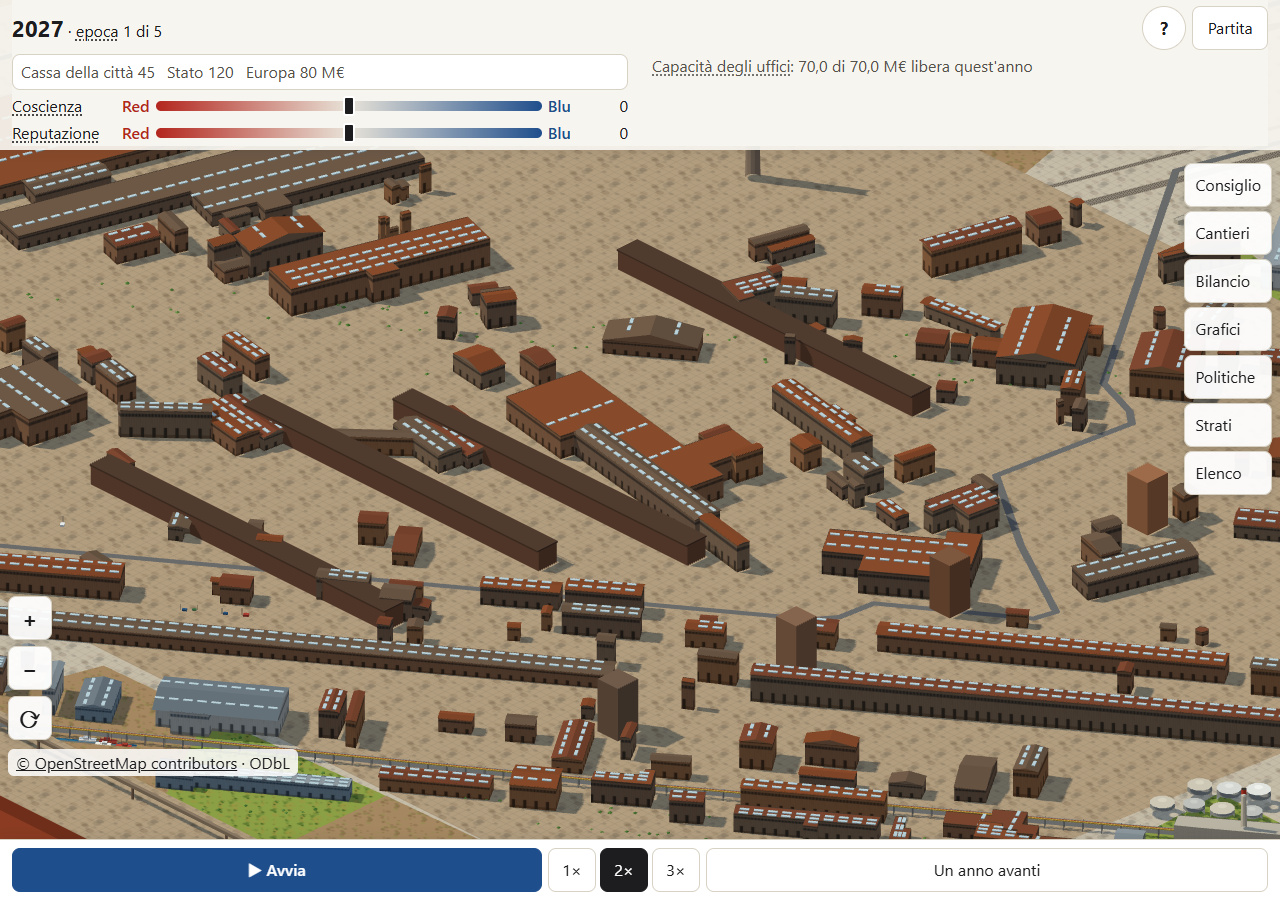 2027 · epoca 1 di 5
? Partita
Cassa della città 45 Stato 120 Europa 80 M€
Capacità degli uffici: 70,0 di 70,0 M€ libera quest'anno
Coscienza Red Blu 0
Reputazione Red Blu 0
Consiglio
Cantieri
Bilancio
Grafici
Politiche
Strati
Elenco
+
−
⟳
© OpenStreetMap contributors · ODbL
▶ Avvia 1× 2× 3× Un anno avanti